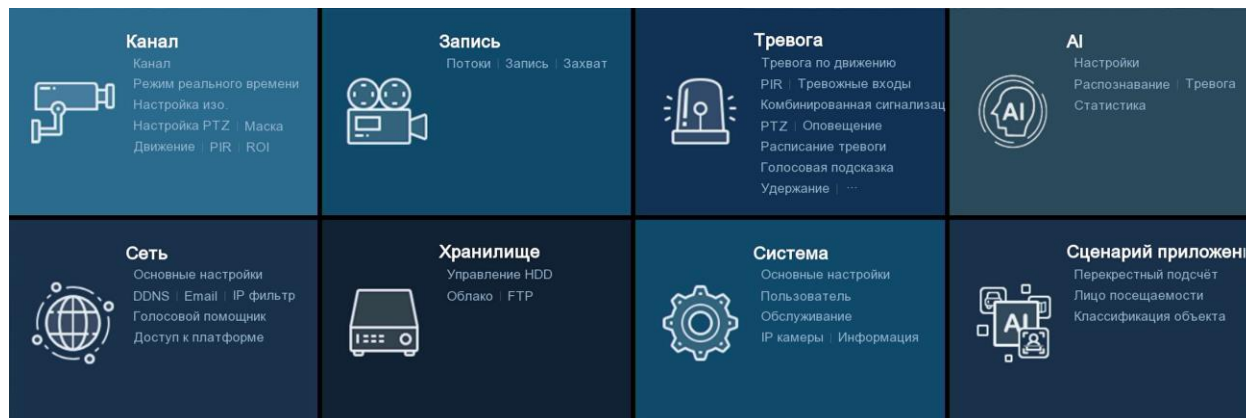 Канал
Канал
Режим реального времени
Настройка изо.
Настройка PTZ | Маска
Движение | PIR | ROI
Запись
Потоки | Запись | Захват
Тревога
Тревога по движению
PIR | Тревожные входы
Комбинированная сигнализац
PTZ | Оповещение
Расписание тревоги
Голосовая подсказка
Удержание | ...
AI
Настройки
Распознавание | Тревога
Статистика
AI
Сеть
Основные настройки
DDNS | Email | IP фильтр
Голосовой помощник
Доступ к платформе
Хранилище
Управление HDD
Облако | FTP
Система
Основные настройки
Пользователь
Обслуживание
IP камеры | Информация
Сценарий приложени
Перекрестный подсчёт
Лицо посещаемости
Классификация объекта
AI